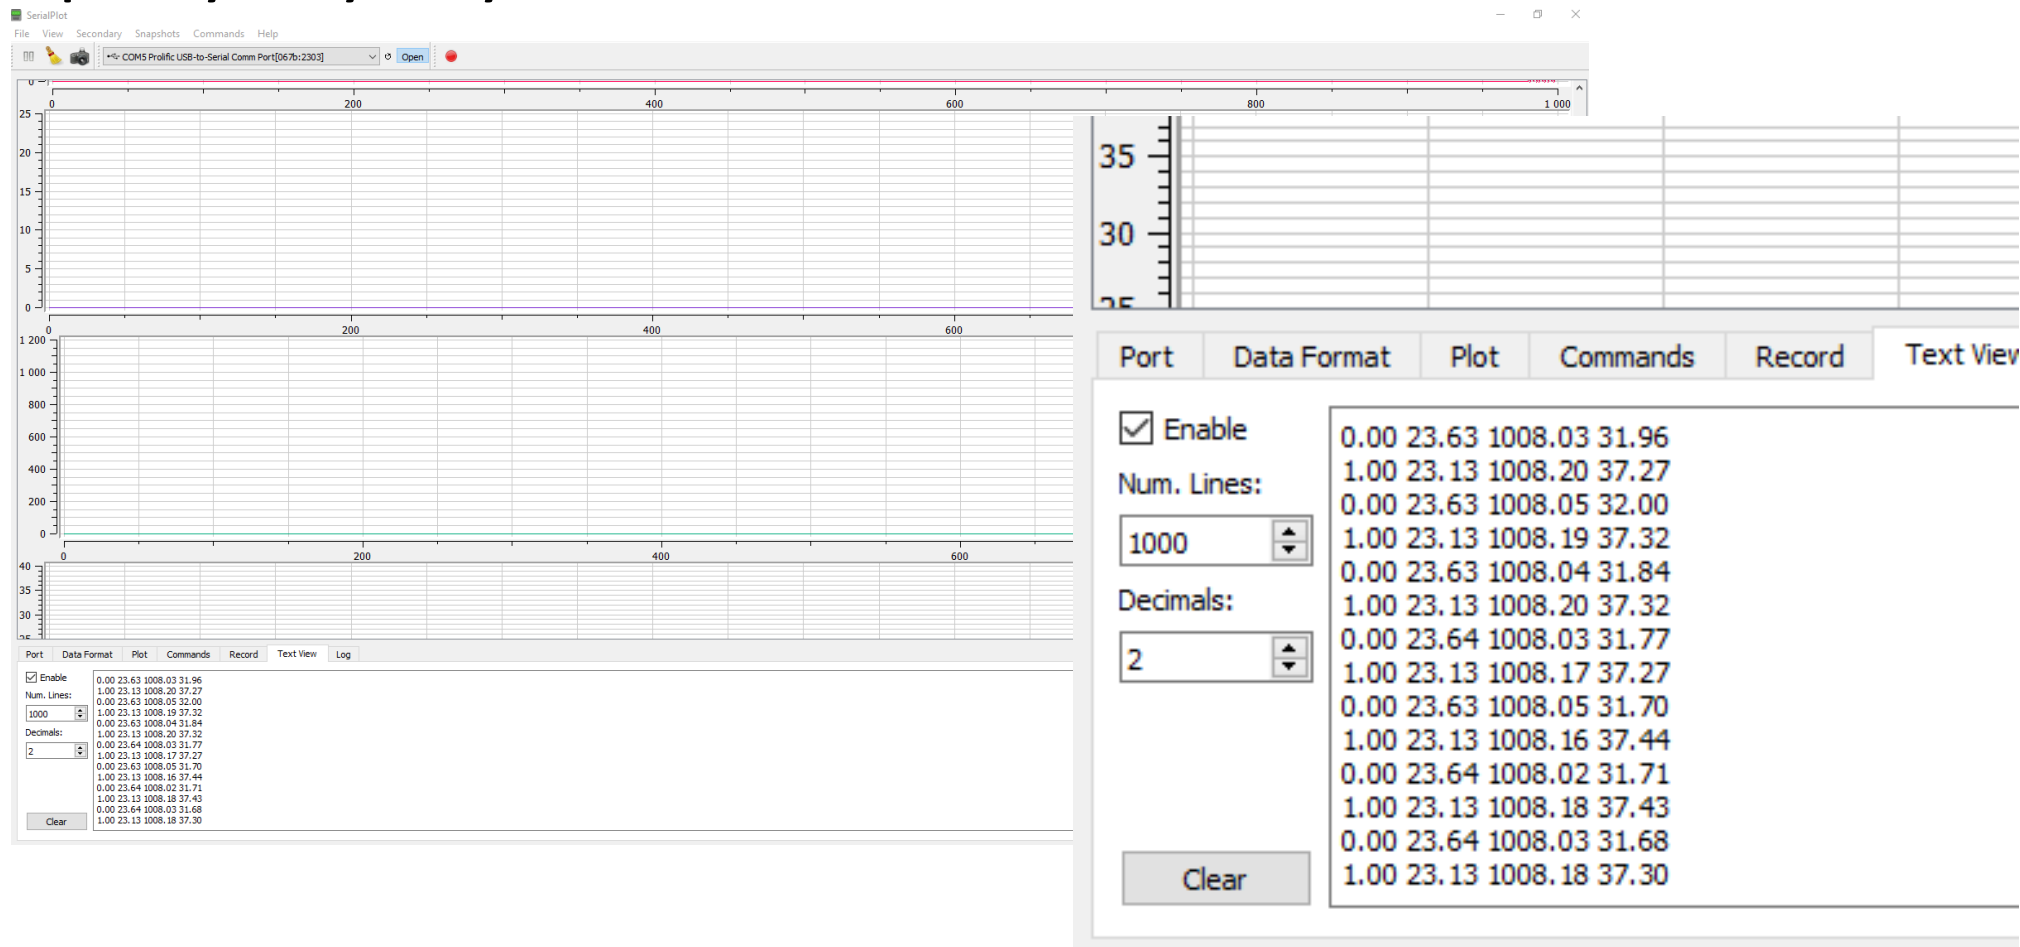 SerialPlot
File View Secondary Snapshots Commands Help
COM5 Prolific USB-to-Serial Comm Port[067b:2303] Open
0
0 200 400 600 800 1 000
25
20
15
10
5
0
0 200 400 600
1 200
1 000
800
600
400
200
0
0 200 400 600
40
35
30
25
Port Data Format Plot Commands Record Text View Log
Enable
Num. Lines:
1000
Decimals:
2
Clear
0.00 23.63 1008.03 31.96
1.00 23.13 1008.20 37.27
0.00 23.63 1008.05 32.00
1.00 23.13 1008.19 37.32
0.00 23.63 1008.04 31.84
1.00 23.13 1008.20 37.32
0.00 23.64 1008.03 31.77
1.00 23.13 1008.17 37.27
0.00 23.63 1008.05 31.70
1.00 23.13 1008.16 37.44
0.00 23.64 1008.02 31.71
1.00 23.13 1008.18 37.43
0.00 23.64 1008.03 31.68
1.00 23.13 1008.18 37.30
35
30
25
Port Data Format Plot Commands Record Text View
Enable
Num. Lines:
1000
Decimals:
2
Clear
0.00 23.63 1008.03 31.96
1.00 23.13 1008.20 37.27
0.00 23.63 1008.05 32.00
1.00 23.13 1008.19 37.32
0.00 23.63 1008.04 31.84
1.00 23.13 1008.20 37.32
0.00 23.64 1008.03 31.77
1.00 23.13 1008.17 37.27
0.00 23.63 1008.05 31.70
1.00 23.13 1008.16 37.44
0.00 23.64 1008.02 31.71
1.00 23.13 1008.18 37.43
0.00 23.64 1008.03 31.68
1.00 23.13 1008.18 37.30